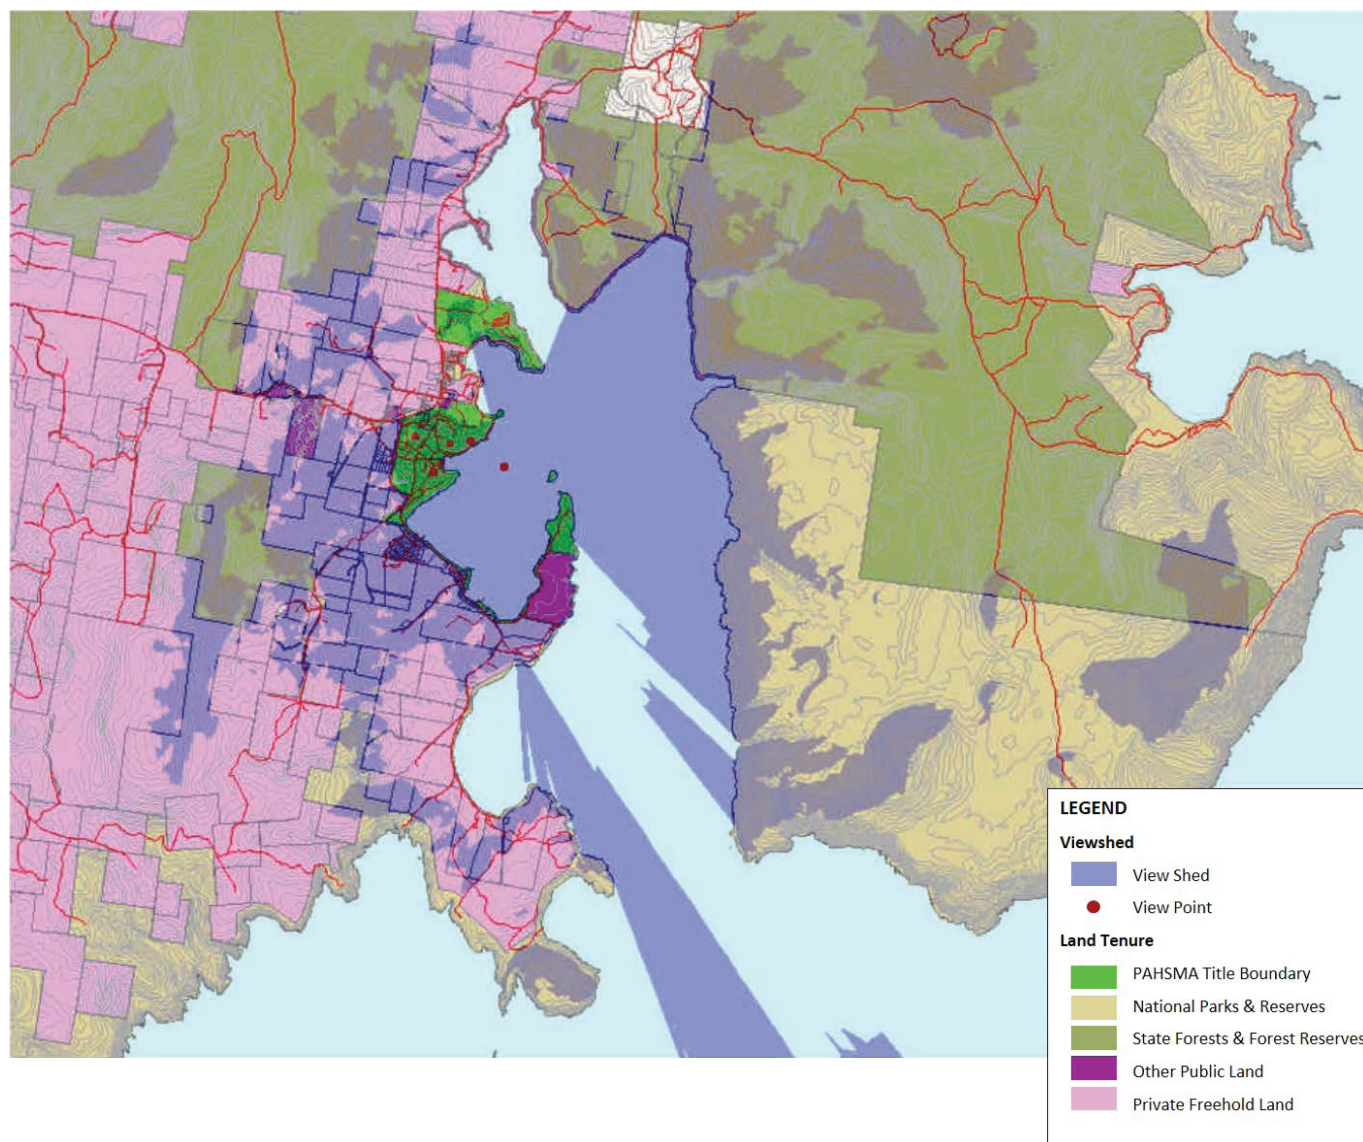 LEGEND
Viewshed
View Shed
View Point
Land Tenure
PAHSMA Title Boundary
National Parks & Reserves
State Forests & Forest Reserves
Other Public Land
Private Freehold Land